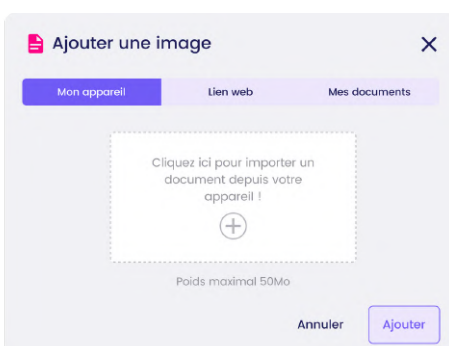 Ajouter une image
Mon appareil
Lien web
Mes documents
Cliquez ici pour importer un
document depuis votre
appareil !
Poids maximal 50Mo
Annuler
Ajouter